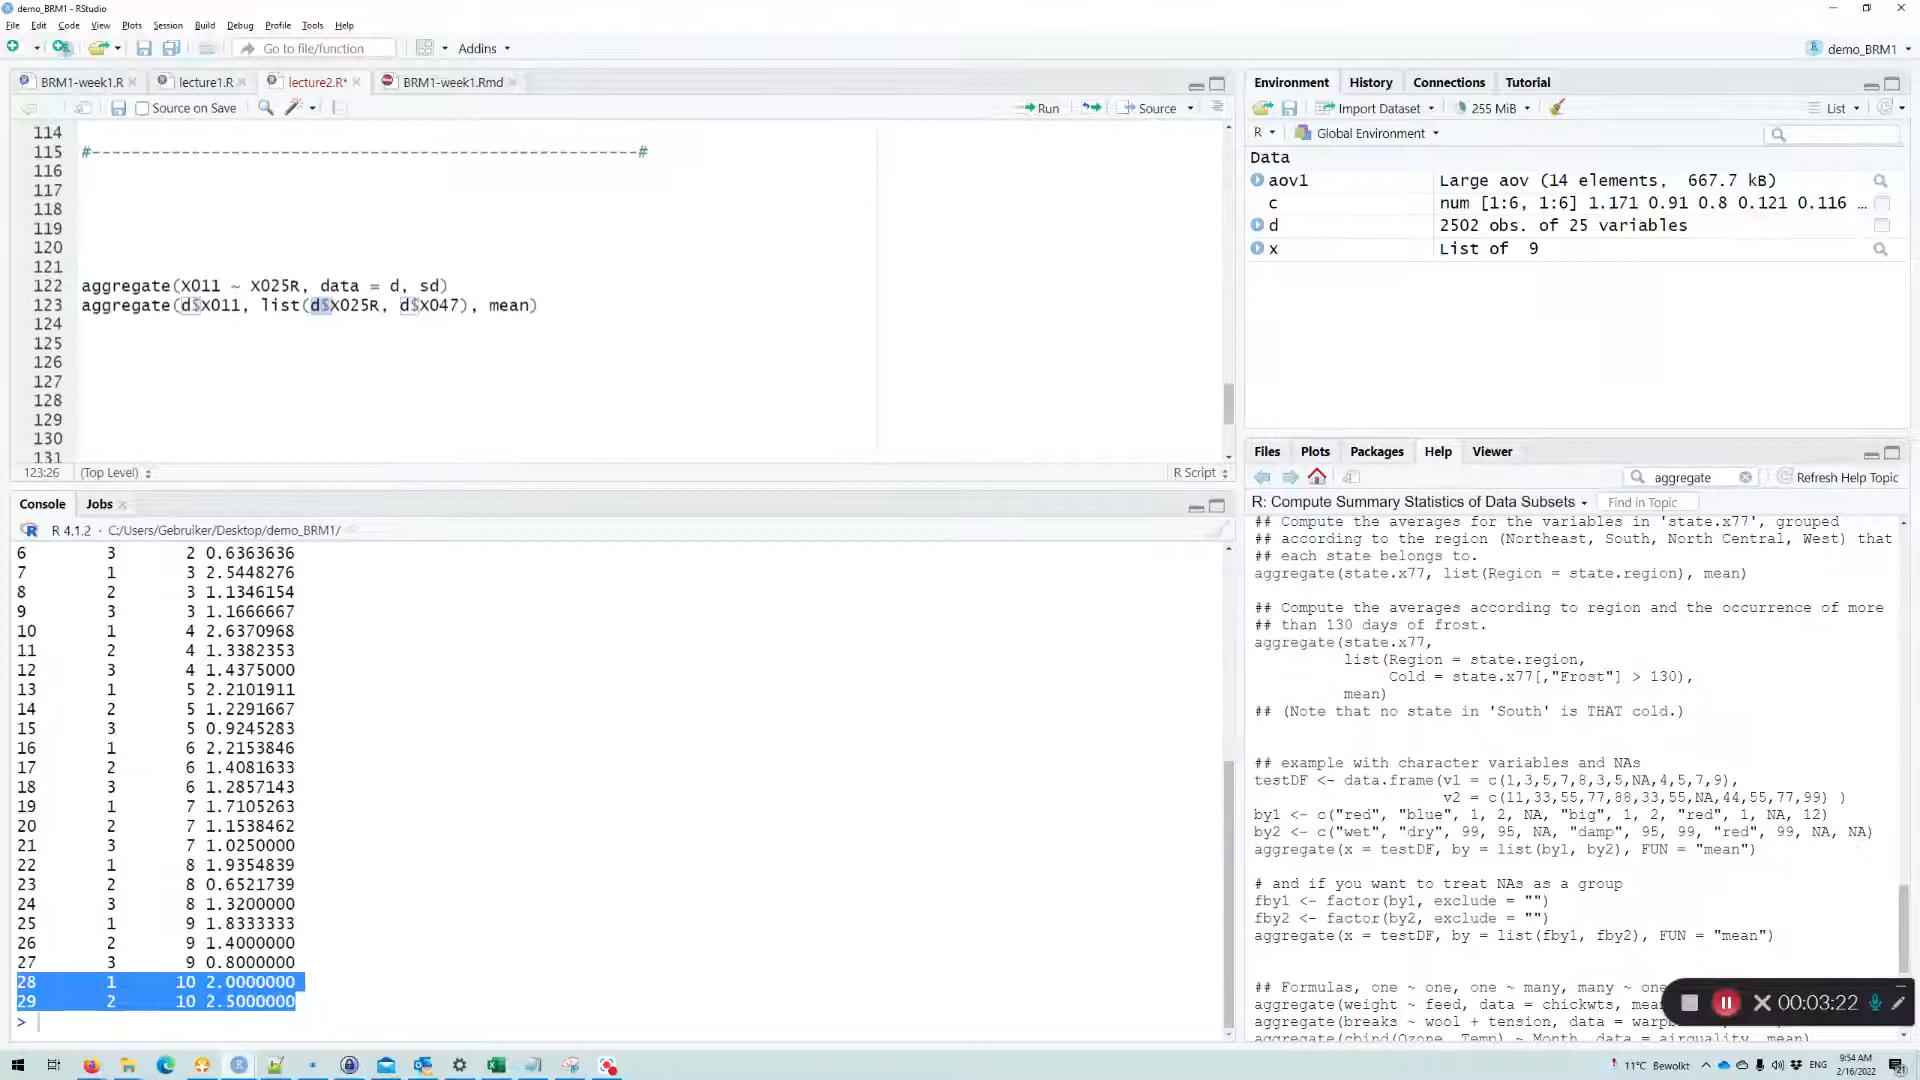 demo_BRM1 - RStudio
File Edit Code View Plots Session Build Debug Profile Tools Help
Go to file/function
Addins
demo_BRM1
BRM1-week1.R
lecture1.R
lecture2.R*
BRM1-week1.Rmd
Source on Save
Run
Source
114
115 #---------------------------------------------------------#
116
117
118
119
120
121
122 aggregate(X011 ~ X025R, data = d, sd)
123 aggregate(d$X011, list(d$X025R, d$X047), mean)
124
125
126
127
128
129
130
131
123:26 (Top Level)
R Script
Console Jobs
R 4.1.2 · C:/Users/Gebruiker/Desktop/demo_BRM1/
6 3 2 0.6363636
7 1 3 2.5448276
8 2 3 1.1346154
9 3 3 1.1666667
10 1 4 2.6370968
11 2 4 1.3382353
12 3 4 1.4375000
13 1 5 2.2101911
14 2 5 1.2291667
15 3 5 0.9245283
16 1 6 2.2153846
17 2 6 1.4081633
18 3 6 1.2857143
19 1 7 1.7105263
20 2 7 1.1538462
21 3 7 1.0250000
22 1 8 1.9354839
23 2 8 0.6521739
24 3 8 1.3200000
25 1 9 1.8333333
26 2 9 1.4000000
27 3 9 0.8000000
28 1 10 2.0000000
29 2 10 2.5000000
>
Environment History Connections Tutorial
Import Dataset
255 MiB
List
R
Global Environment
Data
aov1 Large aov (14 elements, 667.7 kB)
c num [1:6, 1:6] 1.171 0.91 0.8 0.121 0.116 …
d 2502 obs. of 25 variables
x List of 9
Files Plots Packages Help Viewer
aggregate
Refresh Help Topic
R: Compute Summary Statistics of Data Subsets
Find in Topic
## Compute the averages for the variables in 'state.x77', grouped
## according to the region (Northeast, South, North Central, West) that
## each state belongs to.
aggregate(state.x77, list(Region = state.region), mean)
## Compute the averages according to region and the occurrence of more
## than 130 days of frost.
aggregate(state.x77,
list(Region = state.region,
Cold = state.x77[,"Frost"] > 130),
mean)
## (Note that no state in 'South' is THAT cold.)
## example with character variables and NAs
testDF <- data.frame(v1 = c(1,3,5,7,8,3,5,NA,4,5,7,9),
v2 = c(11,33,55,77,88,33,55,NA,44,55,77,99) )
by1 <- c("red", "blue", 1, 2, NA, "big", 1, 2, "red", 1, NA, 12)
by2 <- c("wet", "dry", 99, 95, NA, "damp", 95, 99, "red", 99, NA, NA)
aggregate(x = testDF, by = list(by1, by2), FUN = "mean")
# and if you want to treat NAs as a group
fby1 <- factor(by1, exclude = "")
fby2 <- factor(by2, exclude = "")
aggregate(x = testDF, by = list(fby1, fby2), FUN = "mean")
## Formulas, one ~ one, one ~ many, many ~ one
aggregate(weight ~ feed, data = chickwts, mean
aggregate(breaks ~ wool + tension, data = warp
aggregate(cbind(Ozone, Temp) ~ Month, data = airquality, mean)
00:03:22
11°C Bewolkt
ENG
9:54 AM
2/16/2022
21